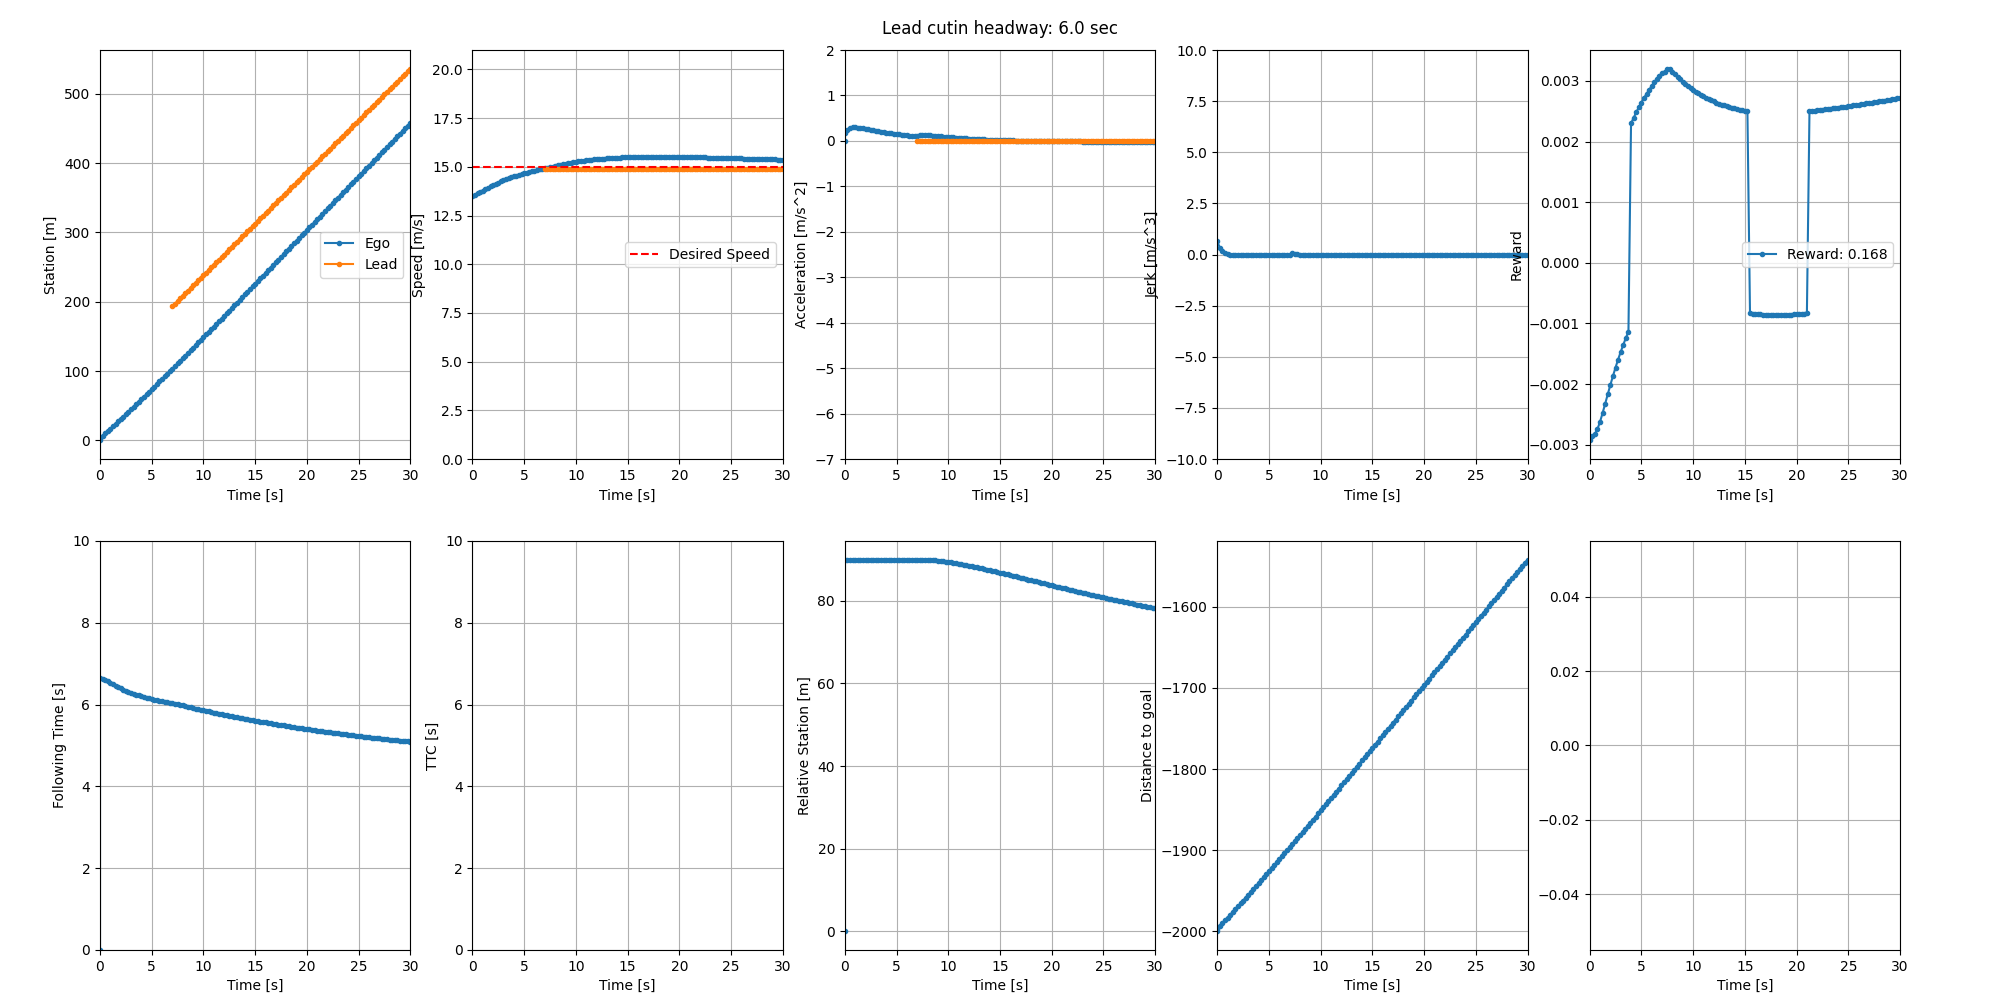 Lead cutin headway: 6.0 sec
Station [m]
500
400
300
200
100
0
Ego
Lead
0 5 10 15 20 25 30
Time [s]
Speed [m/s]
20.0
17.5
15.0
12.5
10.0
7.5
5.0
2.5
0.0
Desired Speed
0 5 10 15 20 25 30
Time [s]
Acceleration [m/s^2]
2
1
0
−1
−2
−3
−4
−5
−6
−7
0 5 10 15 20 25 30
Time [s]
Jerk [m/s^3]
10.0
7.5
5.0
2.5
0.0
−2.5
−5.0
−7.5
−10.0
0 5 10 15 20 25 30
Time [s]
Reward
0.003
0.002
0.001
0.000
−0.001
−0.002
−0.003
Reward: 0.168
0 5 10 15 20 25 30
Time [s]
Following Time [s]
10
8
6
4
2
0
0 5 10 15 20 25 30
Time [s]
TTC [s]
10
8
6
4
2
0
0 5 10 15 20 25 30
Time [s]
Relative Station [m]
80
60
40
20
0
0 5 10 15 20 25 30
Time [s]
Distance to goal
−1600
−1700
−1800
−1900
−2000
0 5 10 15 20 25 30
Time [s]
0.04
0.02
0.00
−0.02
−0.04
0 5 10 15 20 25 30
Time [s]